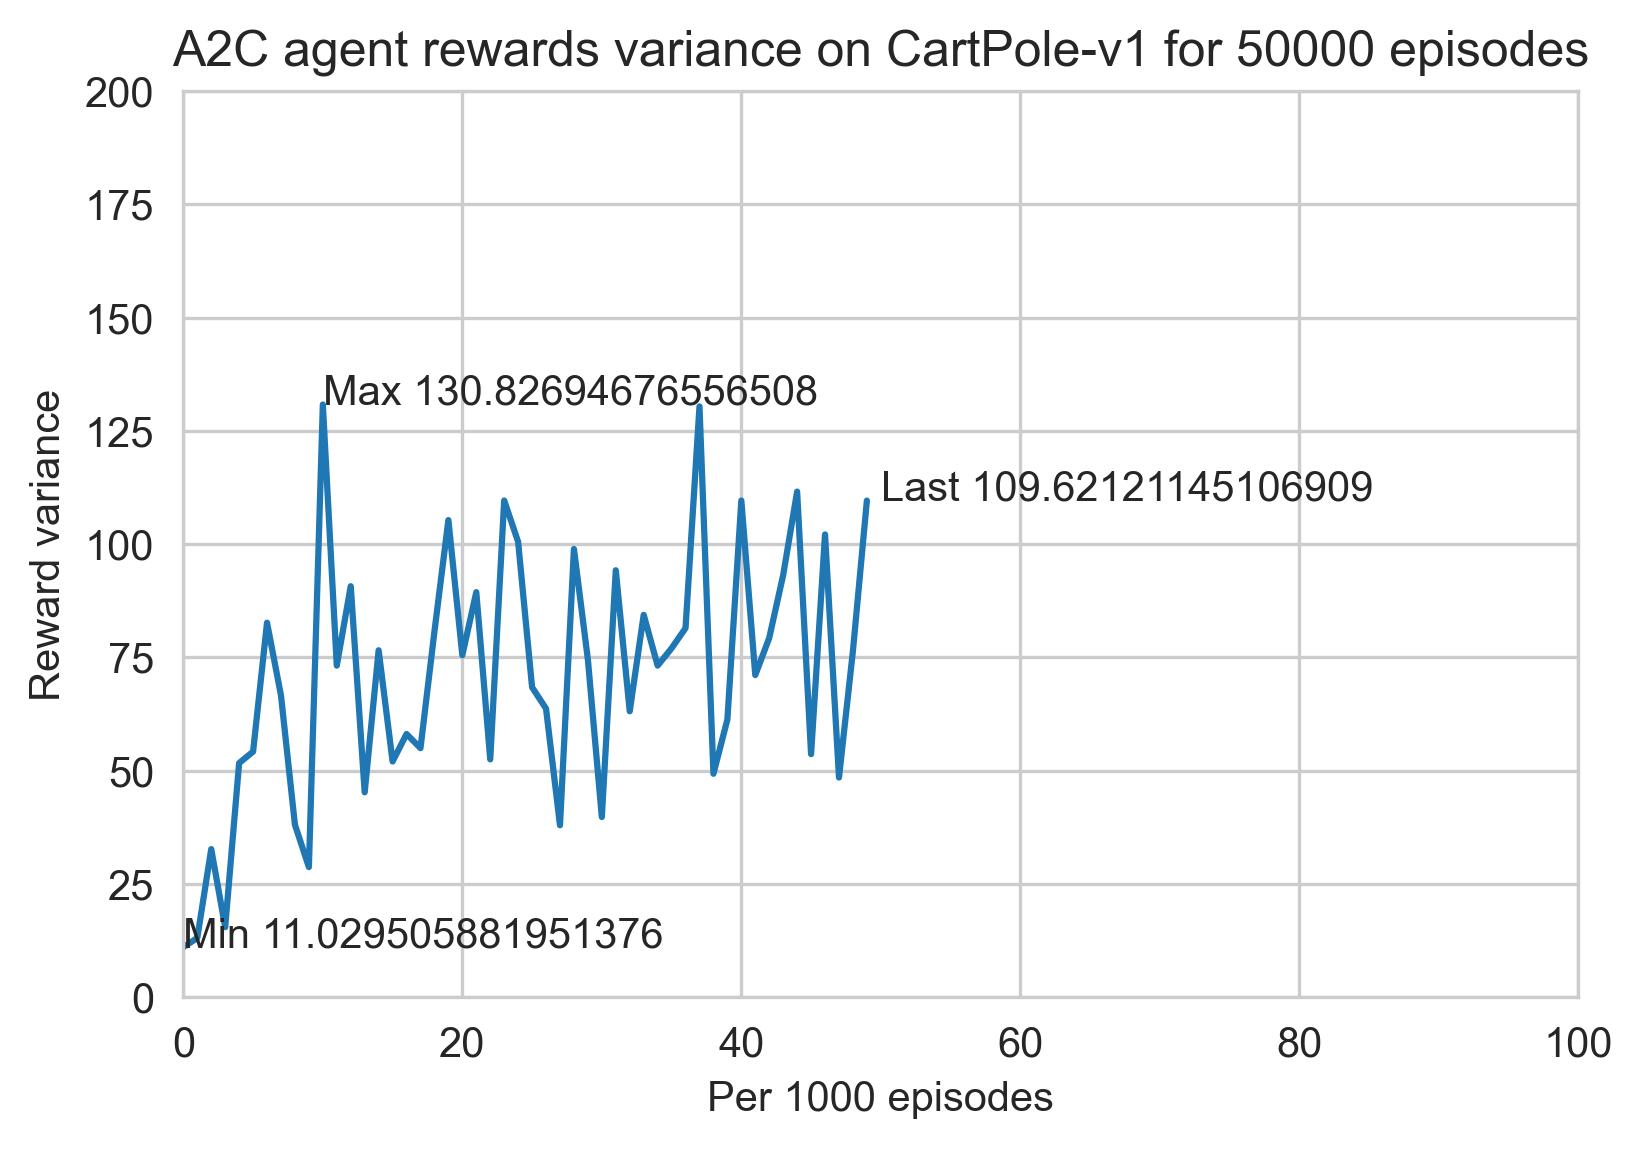 A2C agent rewards variance on CartPole-v1 for 50000 episodes
200
175
150
125
100
75
50
25
0
Reward variance
Max 130.82694676556508
Last 109.62121145106909
Min 11.029505881951376
0 20 40 60 80 100
Per 1000 episodes